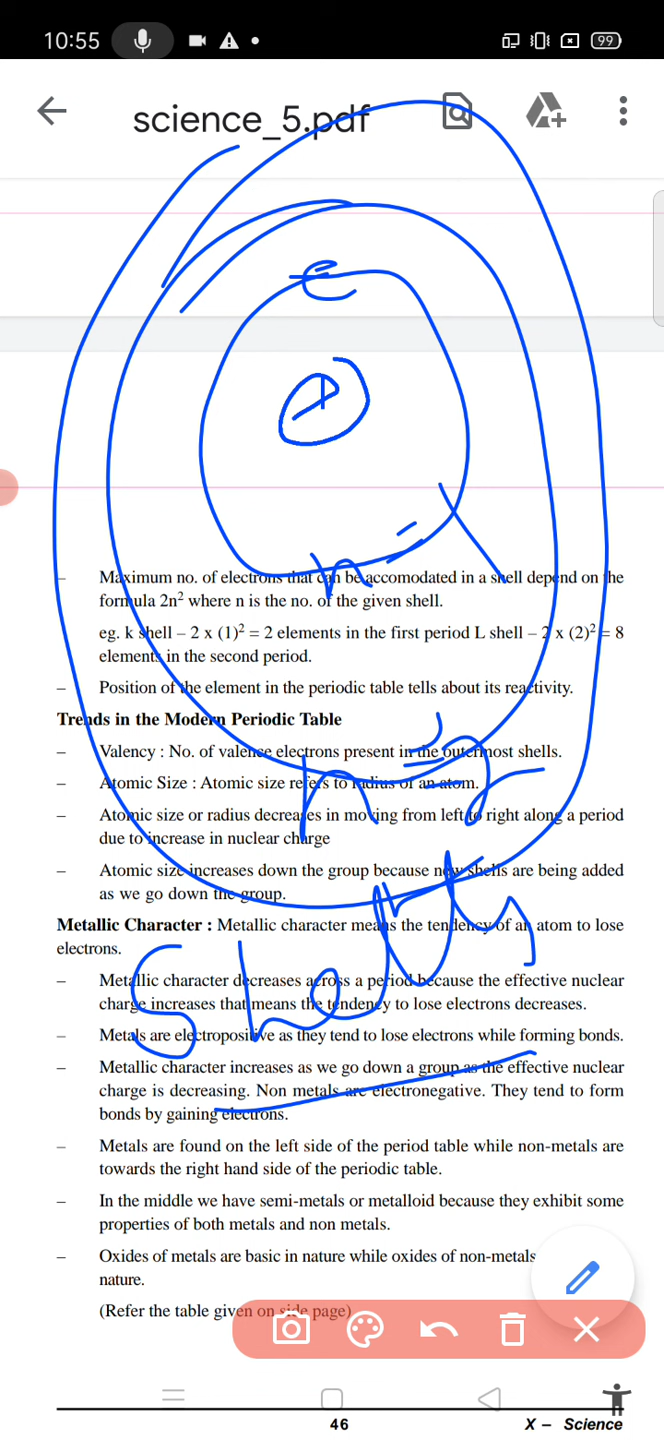 10:55
99
science_5.pdf
e
P
– Maximum no. of electrons that can be accomodated in a shell depend on the
formula 2n² where n is the no. of the given shell.
eg. k shell – 2 x (1)² = 2 elements in the first period L shell – 2 x (2)² = 8
elements in the second period.
– Position of the element in the periodic table tells about its reactivity.
Trends in the Modern Periodic Table
– Valency : No. of valence electrons present in the outermost shells.
– Atomic Size : Atomic size refers to radius of an atom.
– Atomic size or radius decreases in moving from left to right along a period
due to increase in nuclear charge
– Atomic size increases down the group because new shells are being added
as we go down the group.
Metallic Character : Metallic character means the tendency of an atom to lose
electrons.
– Metallic character decreases across a period because the effective nuclear
charge increases that means the tendency to lose electrons decreases.
– Metals are electropositive as they tend to lose electrons while forming bonds.
– Metallic character increases as we go down a group as the effective nuclear
charge is decreasing. Non metals are electronegative. They tend to form
bonds by gaining electrons.
– Metals are found on the left side of the period table while non-metals are
towards the right hand side of the periodic table.
– In the middle we have semi-metals or metalloid because they exhibit some
properties of both metals and non metals.
– Oxides of metals are basic in nature while oxides of non-metals
nature.
(Refer the table given on side page)
46
X – Science